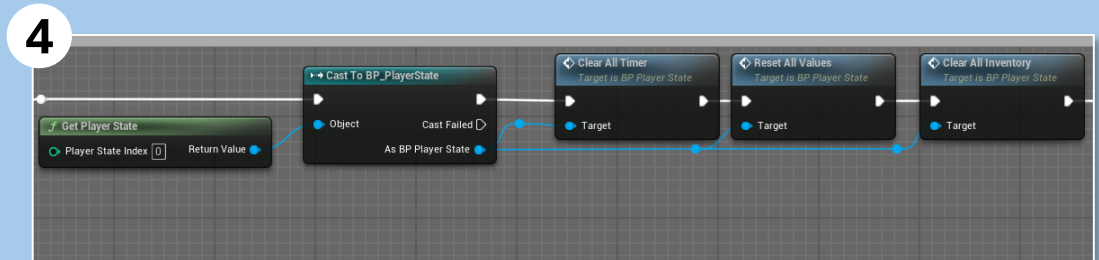 4
Cast To BP_PlayerState
Object
Cast Failed
As BP Player State
Get Player State
Player State Index 0
Return Value
Clear All Timer
Target is BP Player State
Target
Reset All Values
Target is BP Player State
Target
Clear All Inventory
Target is BP Player State
Target